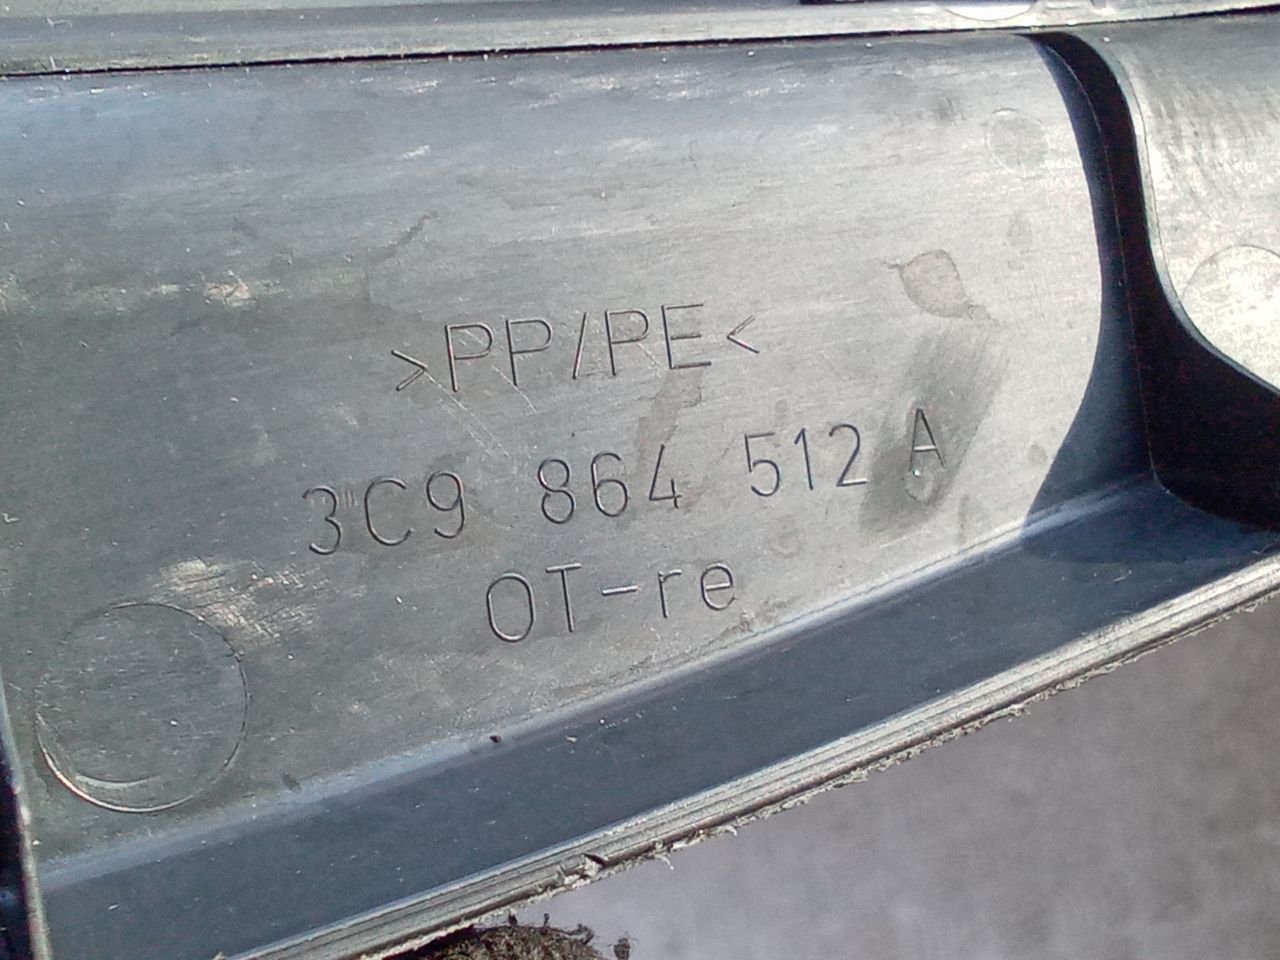 >PP/PE<
3C9 864 512 A
OT-re